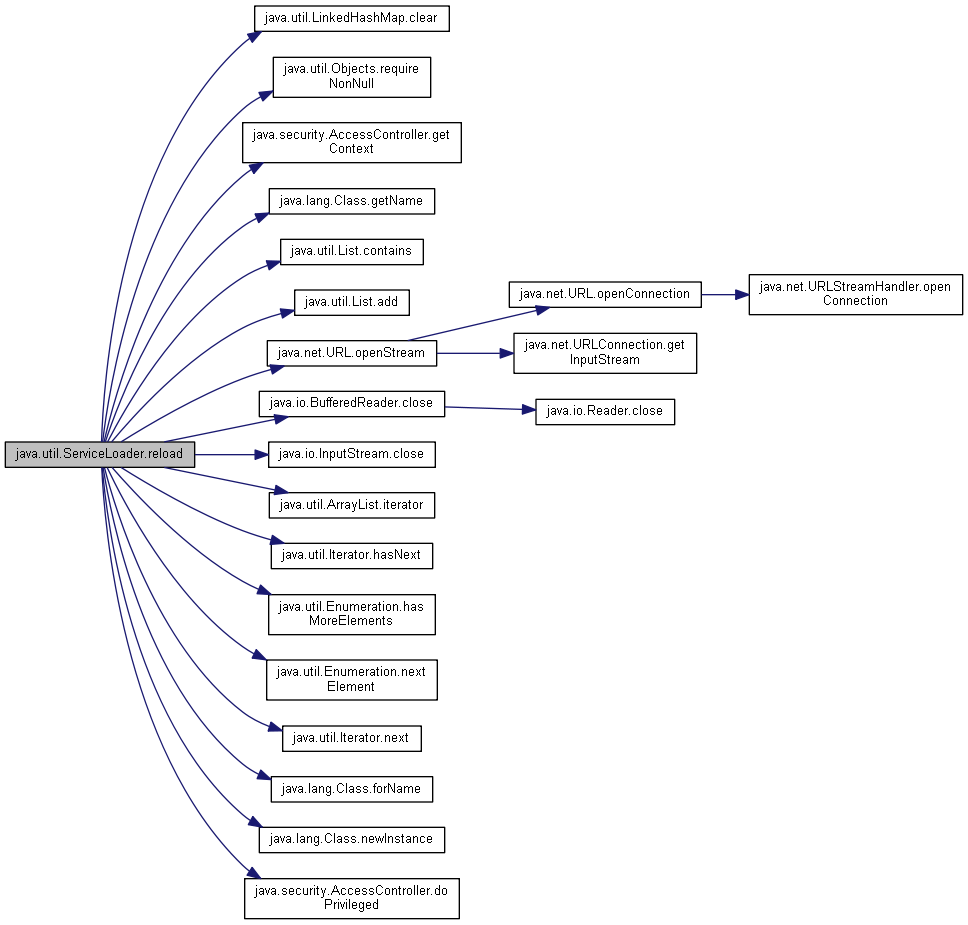 java.util.LinkedHashMap.clear
java.util.Objects.require
NonNull
java.security.AccessController.get
Context
java.lang.Class.getName
java.util.List.contains
java.util.List.add
java.net.URL.openStream
java.net.URL.openConnection
java.net.URLStreamHandler.open
Connection
java.net.URLConnection.get
InputStream
java.io.BufferedReader.close
java.io.Reader.close
java.util.ServiceLoader.reload
java.io.InputStream.close
java.util.ArrayList.iterator
java.util.Iterator.hasNext
java.util.Enumeration.has
MoreElements
java.util.Enumeration.next
Element
java.util.Iterator.next
java.lang.Class.forName
java.lang.Class.newInstance
java.security.AccessController.do
Privileged